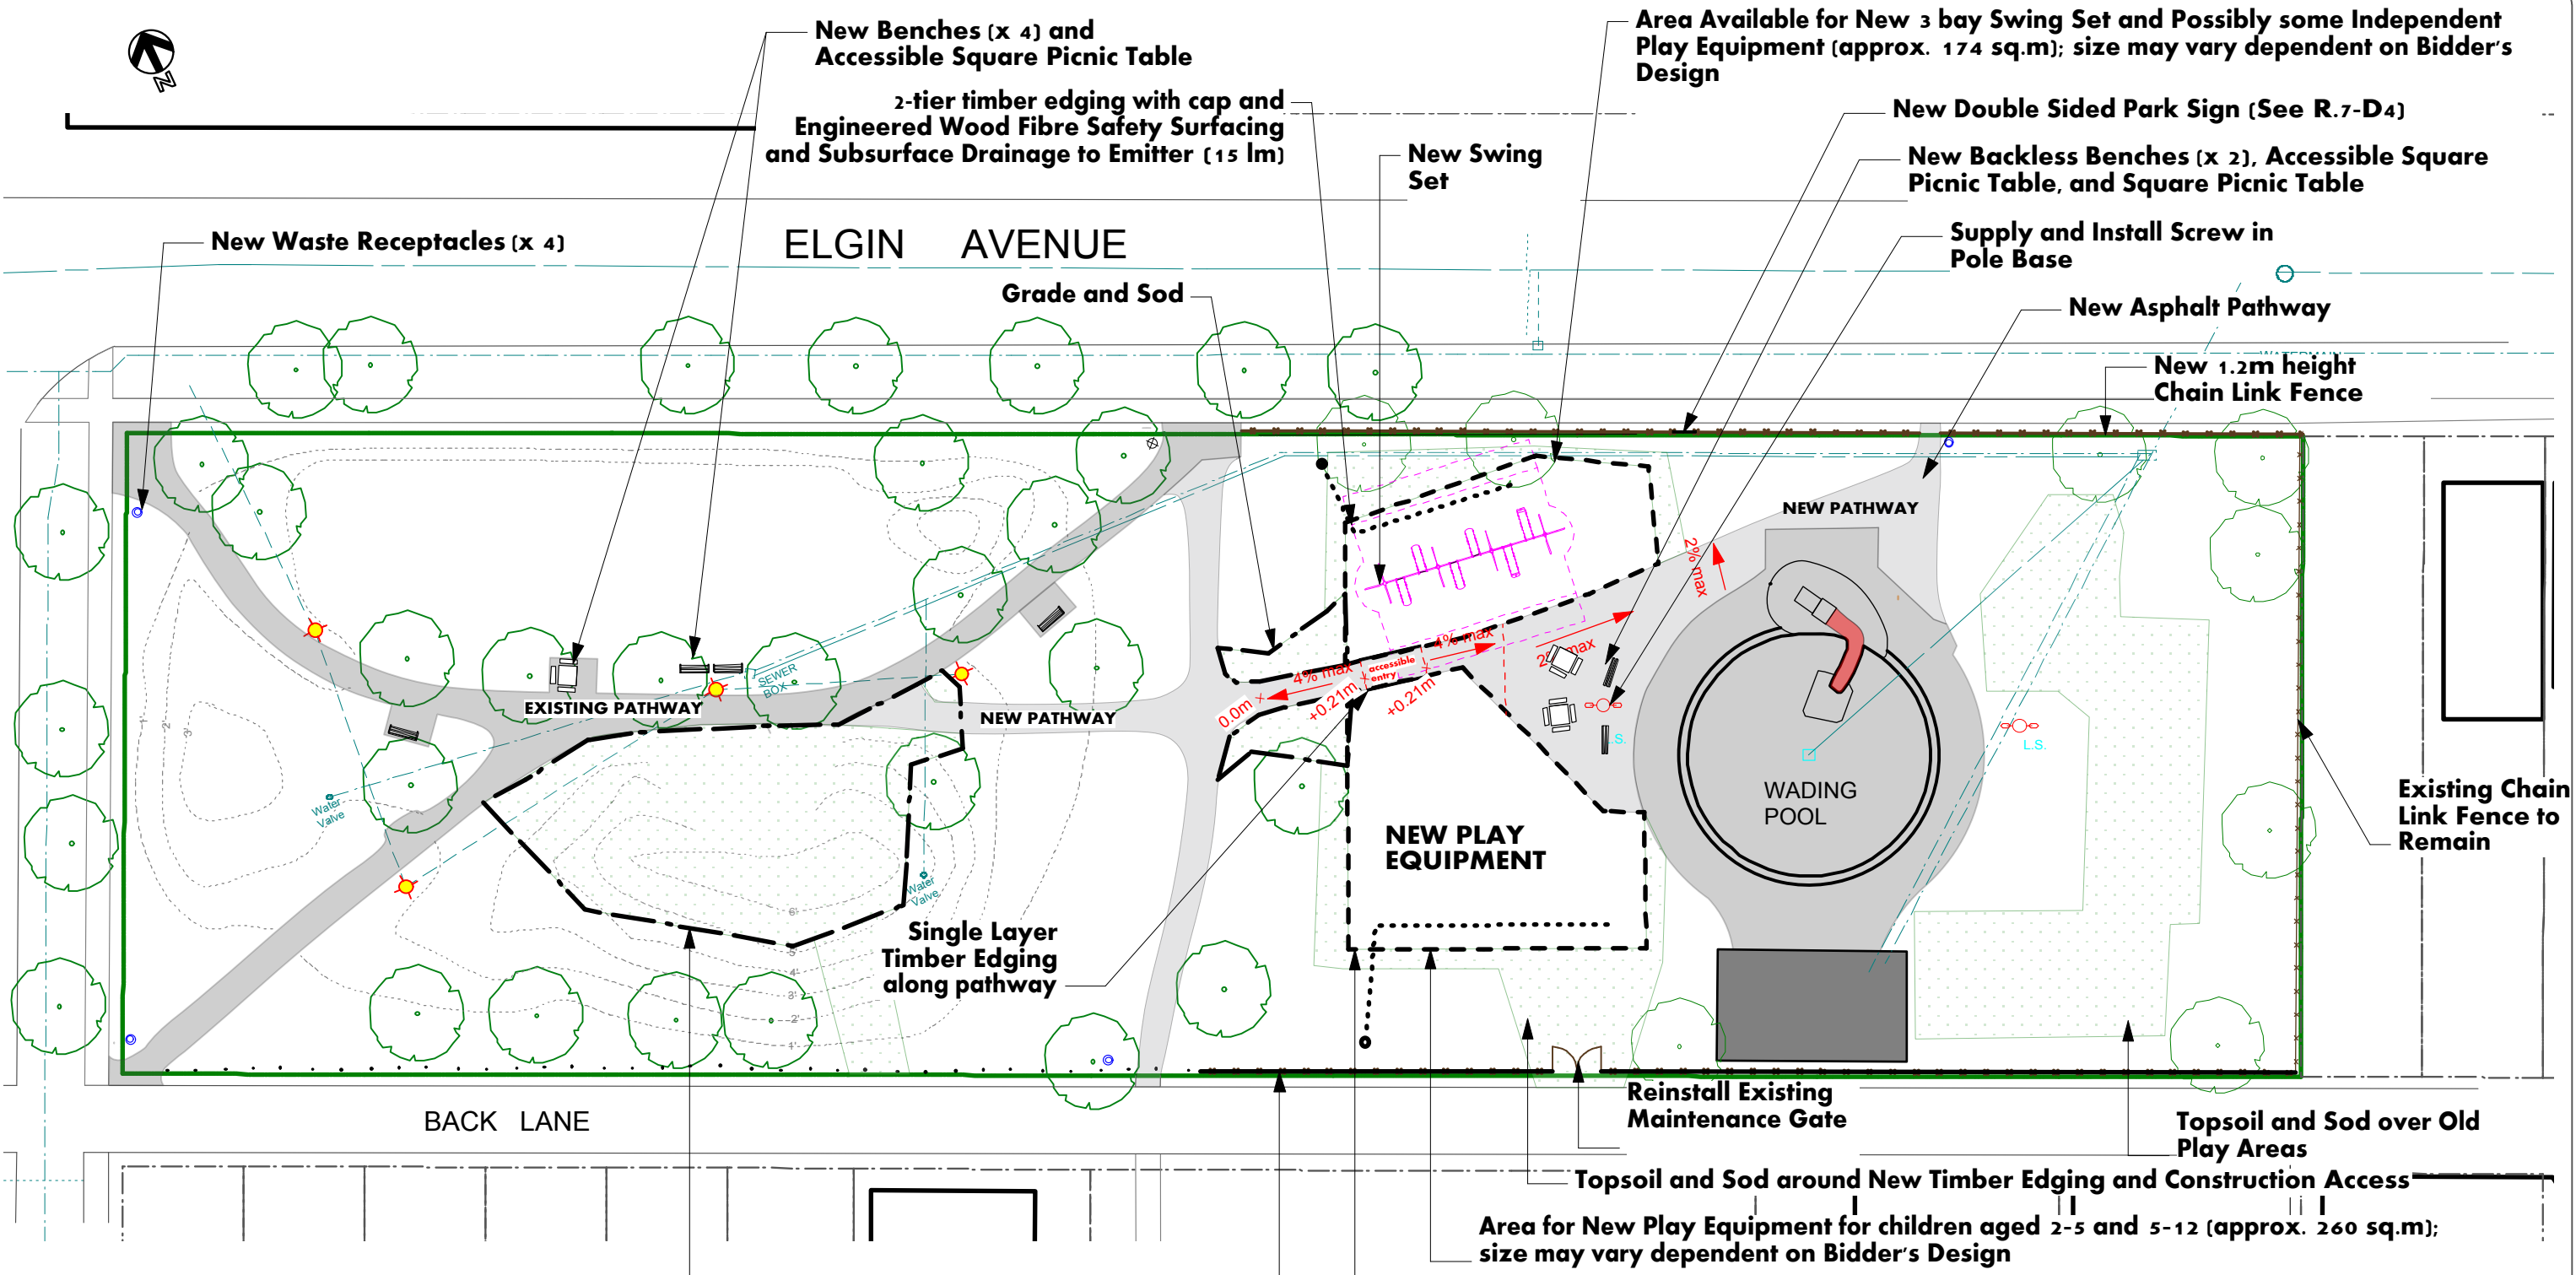 New Benches (x 4) and
Accessible Square Picnic Table
Area Available for New 3 bay Swing Set and Possibly some Independent
Play Equipment (approx. 174 sq.m); size may vary dependent on Bidder's
Design
N
2-tier timber edging with cap and
Engineered Wood Fibre Safety Surfacing
and Subsurface Drainage to Emitter (15 lm)
New Double Sided Park Sign (See R.7-D4)
New Swing
Set
New Backless Benches (x 2), Accessible Square
Picnic Table, and Square Picnic Table
New Waste Receptacles (x 4)
ELGIN AVENUE
Supply and Install Screw in
Pole Base
Grade and Sod
New Asphalt Pathway
New 1.2m height
Chain Link Fence
NEW PATHWAY
2% max
4% max
accessible
entry
4% max
0.0m
+0.21m
+0.21m
SEWER
BOX
EXISTING PATHWAY
NEW PATHWAY
L.S.
L.S.
Water
Valve
WADING
POOL
Existing Chain
Link Fence to
Remain
NEW PLAY
EQUIPMENT
Water
Valve
1'
2'
3'
6'
5'
4'
3'
2'
1'
Single Layer
Timber Edging
along pathway
Reinstall Existing
Maintenance Gate
BACK LANE
Topsoil and Sod over Old
Play Areas
Topsoil and Sod around New Timber Edging and Construction Access
Area for New Play Equipment for children aged 2-5 and 5-12 (approx. 260 sq.m);
size may vary dependent on Bidder's Design